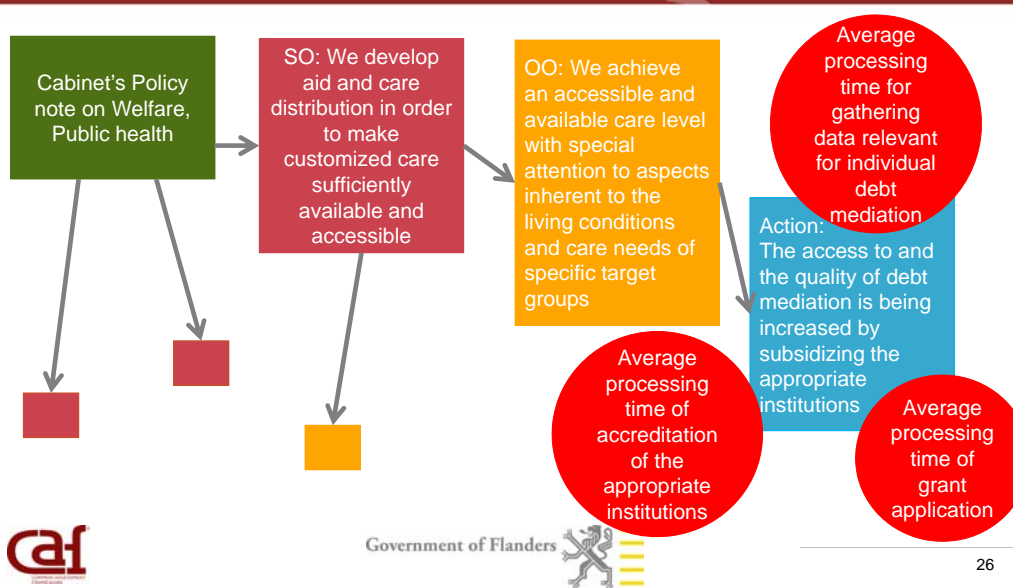 Cabinet's Policy
note on Welfare,
Public health
SO: We develop
aid and care
distribution in order
to make
customized care
sufficiently
available and
accessible
OO: We achieve
an accessible and
available care level
with special
attention to aspects
inherent to the
living conditions
and care needs of
specific target
groups
Average
processing
time for
gathering
data relevant
for individual
debt
mediation
Action:
The access to and
the quality of debt
mediation is being
increased by
subsidizing the
appropriate
institutions
Average
processing
time of
accreditation
of the
appropriate
institutions
Average
processing
time of
grant
application
caf
COMMON ASSESSMENT
FRAMEWORK
Government of Flanders
26